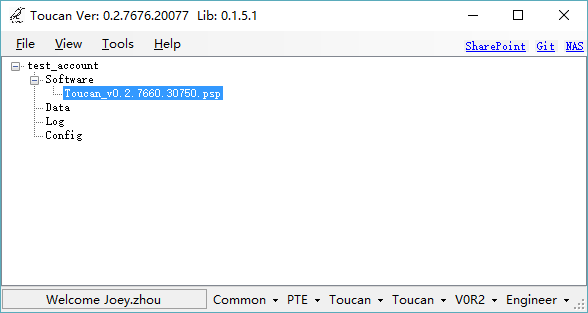 Toucan Ver: 0.2.7676.20077 Lib: 0.1.5.1
File View Tools Help SharePoint Git NAS
test_account
Software
Toucan_v0.2.7660.30750.psp
Data
Log
Config
Welcome Joey.zhou Common PTE Toucan Toucan V0R2 Engineer